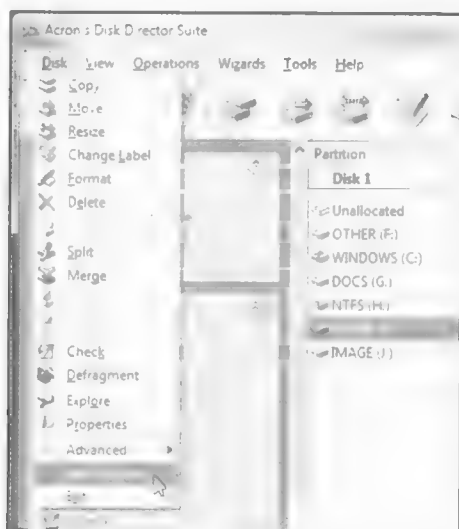 Acronis Disk Director Suite
Disk View Operations Wizards Tools Help
Copy
Move
Resize
Change Label
Format
Delete
Split
Merge
Check
Defragment
Explore
Properties
Advanced
Partition
Disk 1
Unallocated
OTHER (F:)
WINDOWS (C:)
DOCS (G:)
NTFS (H:)
IMAGE (J:)